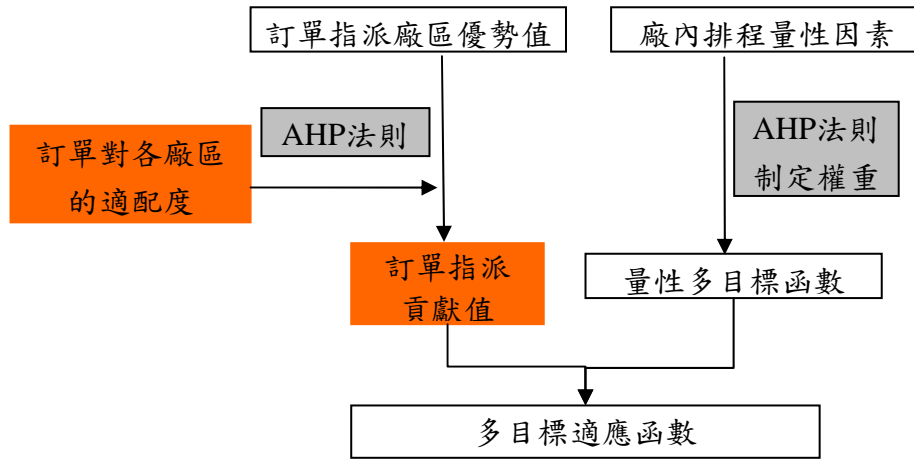 訂單指派廠區優勢值
廠內排程量性因素
AHP法則
AHP法則
制定權重
訂單對各廠區
的適配度
訂單指派
貢獻值
量性多目標函數
多目標適應函數